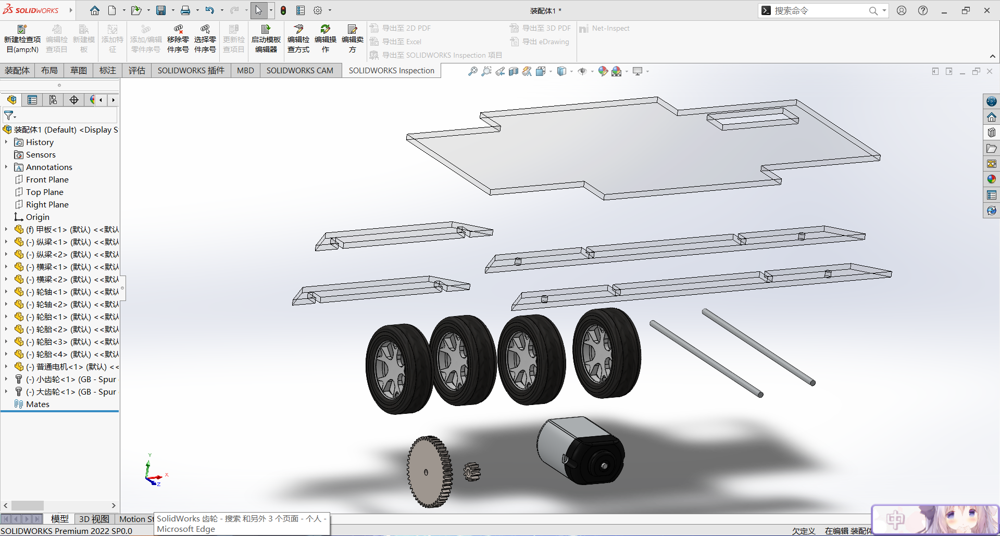 SOLIDWORKS
装配体1 *
搜索命令
新建检查项
目(amp;N)
编辑检
查项目
新建模
板
添加特
征
添加/编辑
零件序号
移除零
件序号
选择零
件序号
更新检
查项目
启动模板
编辑器
编辑检
查方式
编辑操
作
编辑卖
方
导出至 2D PDF
导出至 Excel
导出至 SOLIDWORKS Inspection 项目
导出至 3D PDF
导出 eDrawing
Net-Inspect
装配体
布局
草图
标注
评估
SOLIDWORKS 插件
MBD
SOLIDWORKS CAM
SOLIDWORKS Inspection
装配体1 (Default) <Display S
History
Sensors
Annotations
Front Plane
Top Plane
Right Plane
Origin
(f) 甲板<1> (默认) <<默认
(-) 纵梁<1> (默认) <<默认
(-) 纵梁<2> (默认) <<默认
(-) 横梁<1> (默认) <<默认
(-) 横梁<2> (默认) <<默认
(-) 轮轴<1> (默认) <<默认
(-) 轮轴<2> (默认) <<默认
(-) 轮胎<1> (默认) <<默认
(-) 轮胎<2> (默认) <<默认
(-) 轮胎<3> (默认) <<默认
(-) 轮胎<4> (默认) <<默认
(-) 普通电机<1> (默认) <<
(-) 小齿轮<1> (GB - Spur
(-) 大齿轮<1> (GB - Spur
Mates
Y
X
Z
模型
3D 视图
Motion St
SolidWorks 齿轮 - 搜索 和另外 3 个页面 - 个人 -
Microsoft Edge
SOLIDWORKS Premium 2022 SP0.0
欠定义
在编辑 装配体
中